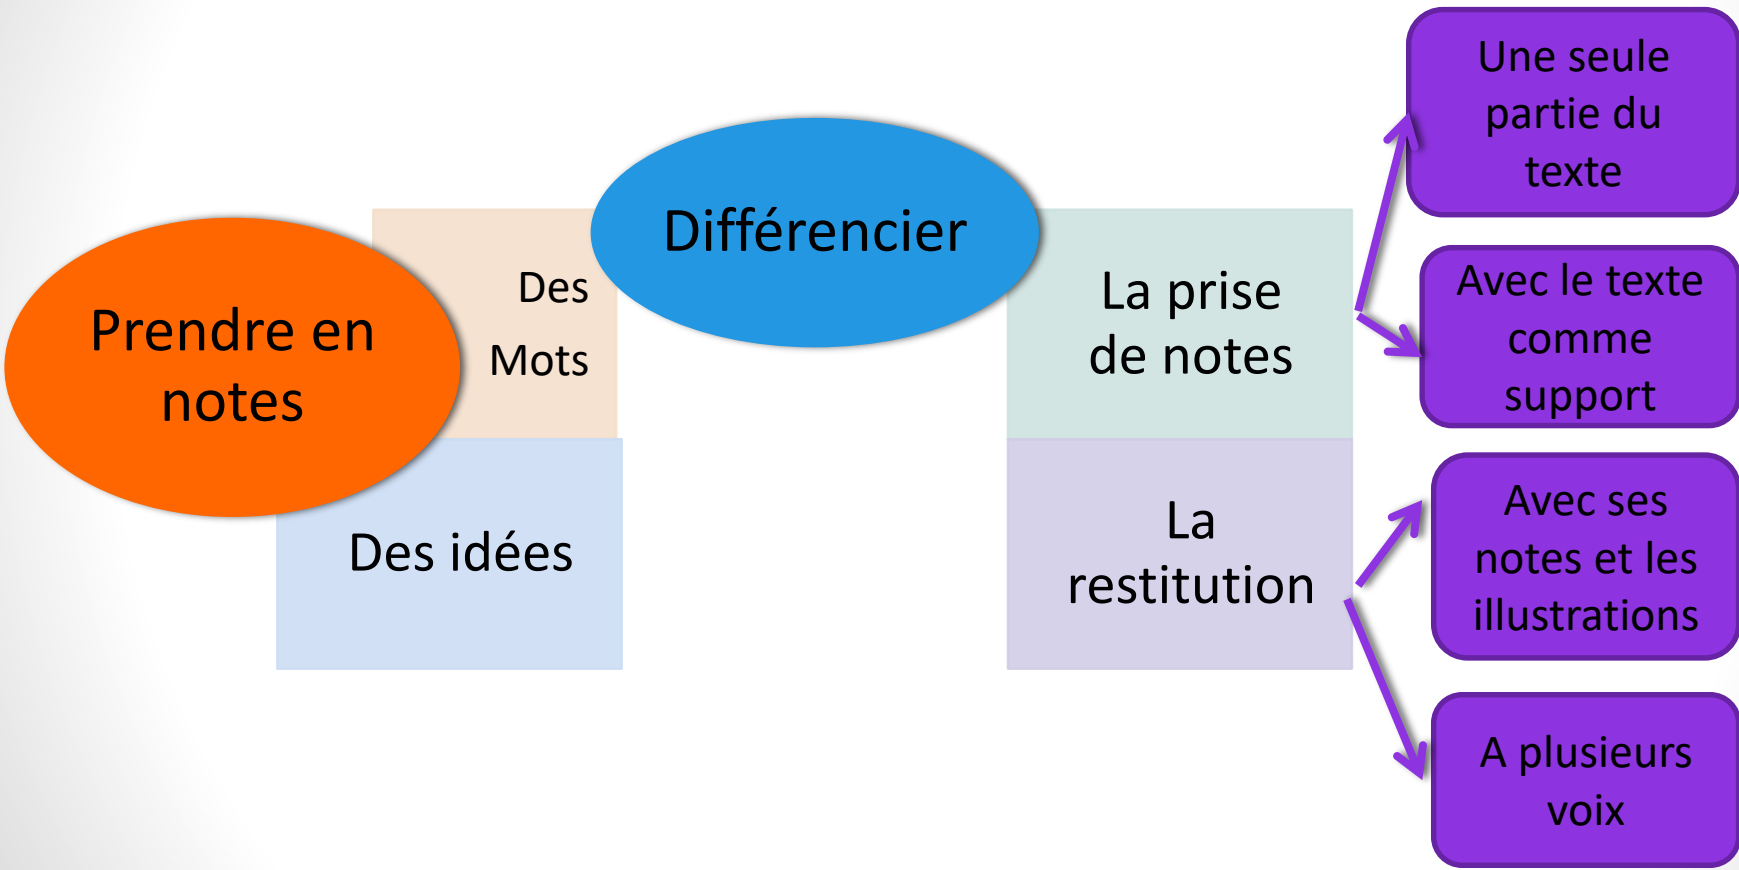 Prendre en
notes
Des
Mots
Des idées
Différencier
La prise
de notes
La
restitution
Une seule
partie du
texte
Avec le texte
comme
support
Avec ses
notes et les
illustrations
A plusieurs
voix